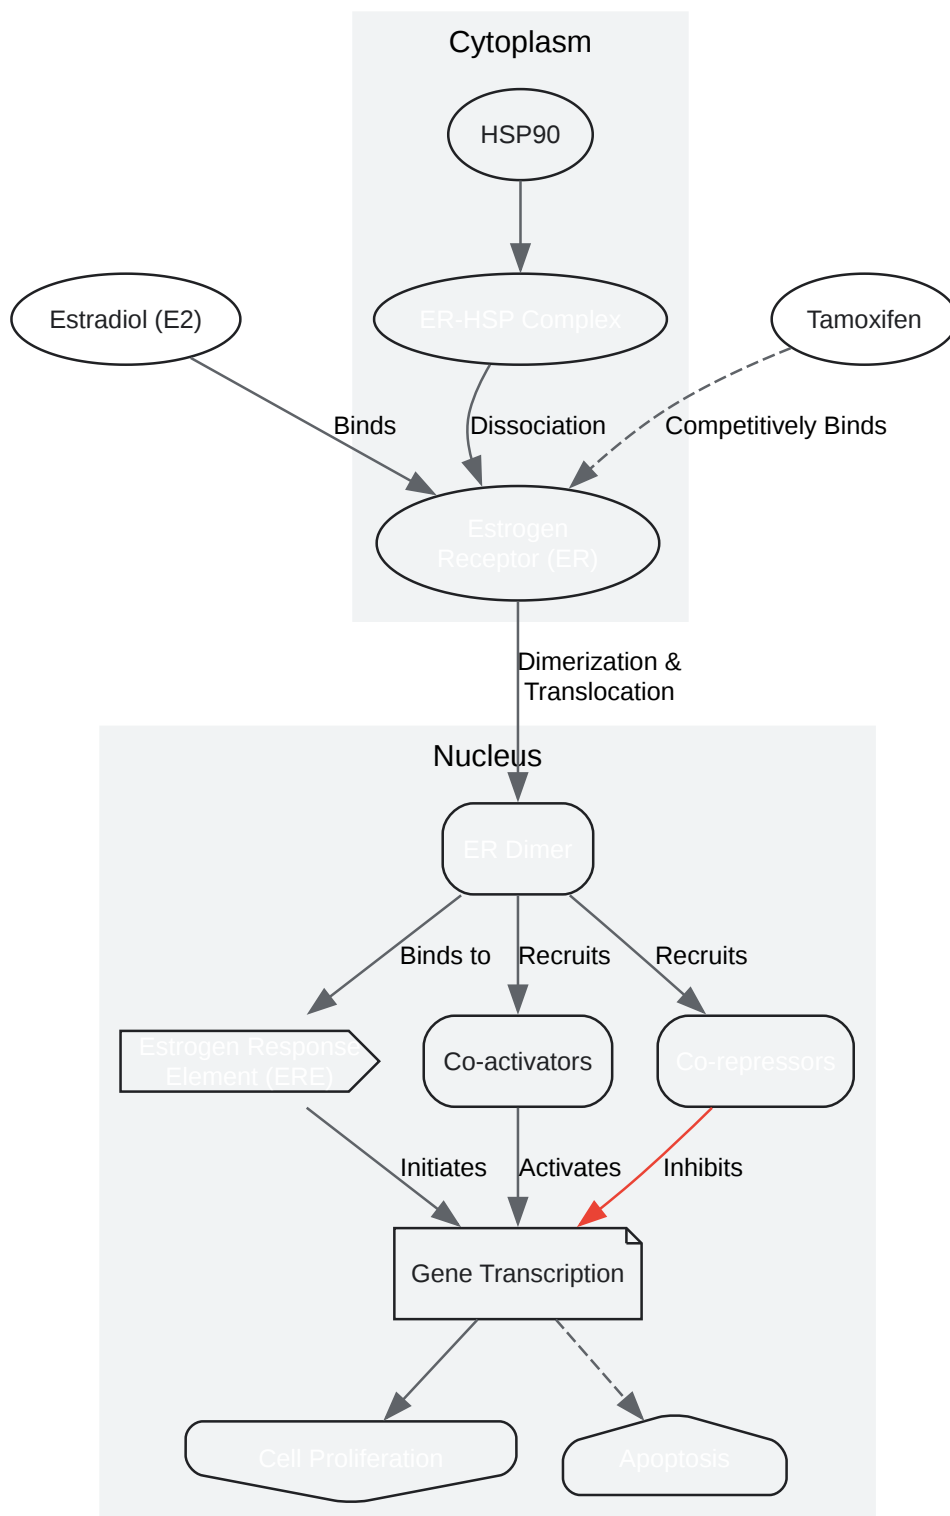 Cytoplasm
HSP90
Estradiol (E2)
ER-HSP Complex
Tamoxifen
Binds
Dissociation
Competitively Binds
Estrogen
Receptor (ER)
Dimerization &
Translocation
Nucleus
ER Dimer
Binds to
Recruits
Recruits
Estrogen Response
Element (ERE)
Co-activators
Co-repressors
Initiates
Activates
Inhibits
Gene Transcription
Cell Proliferation
Apoptosis